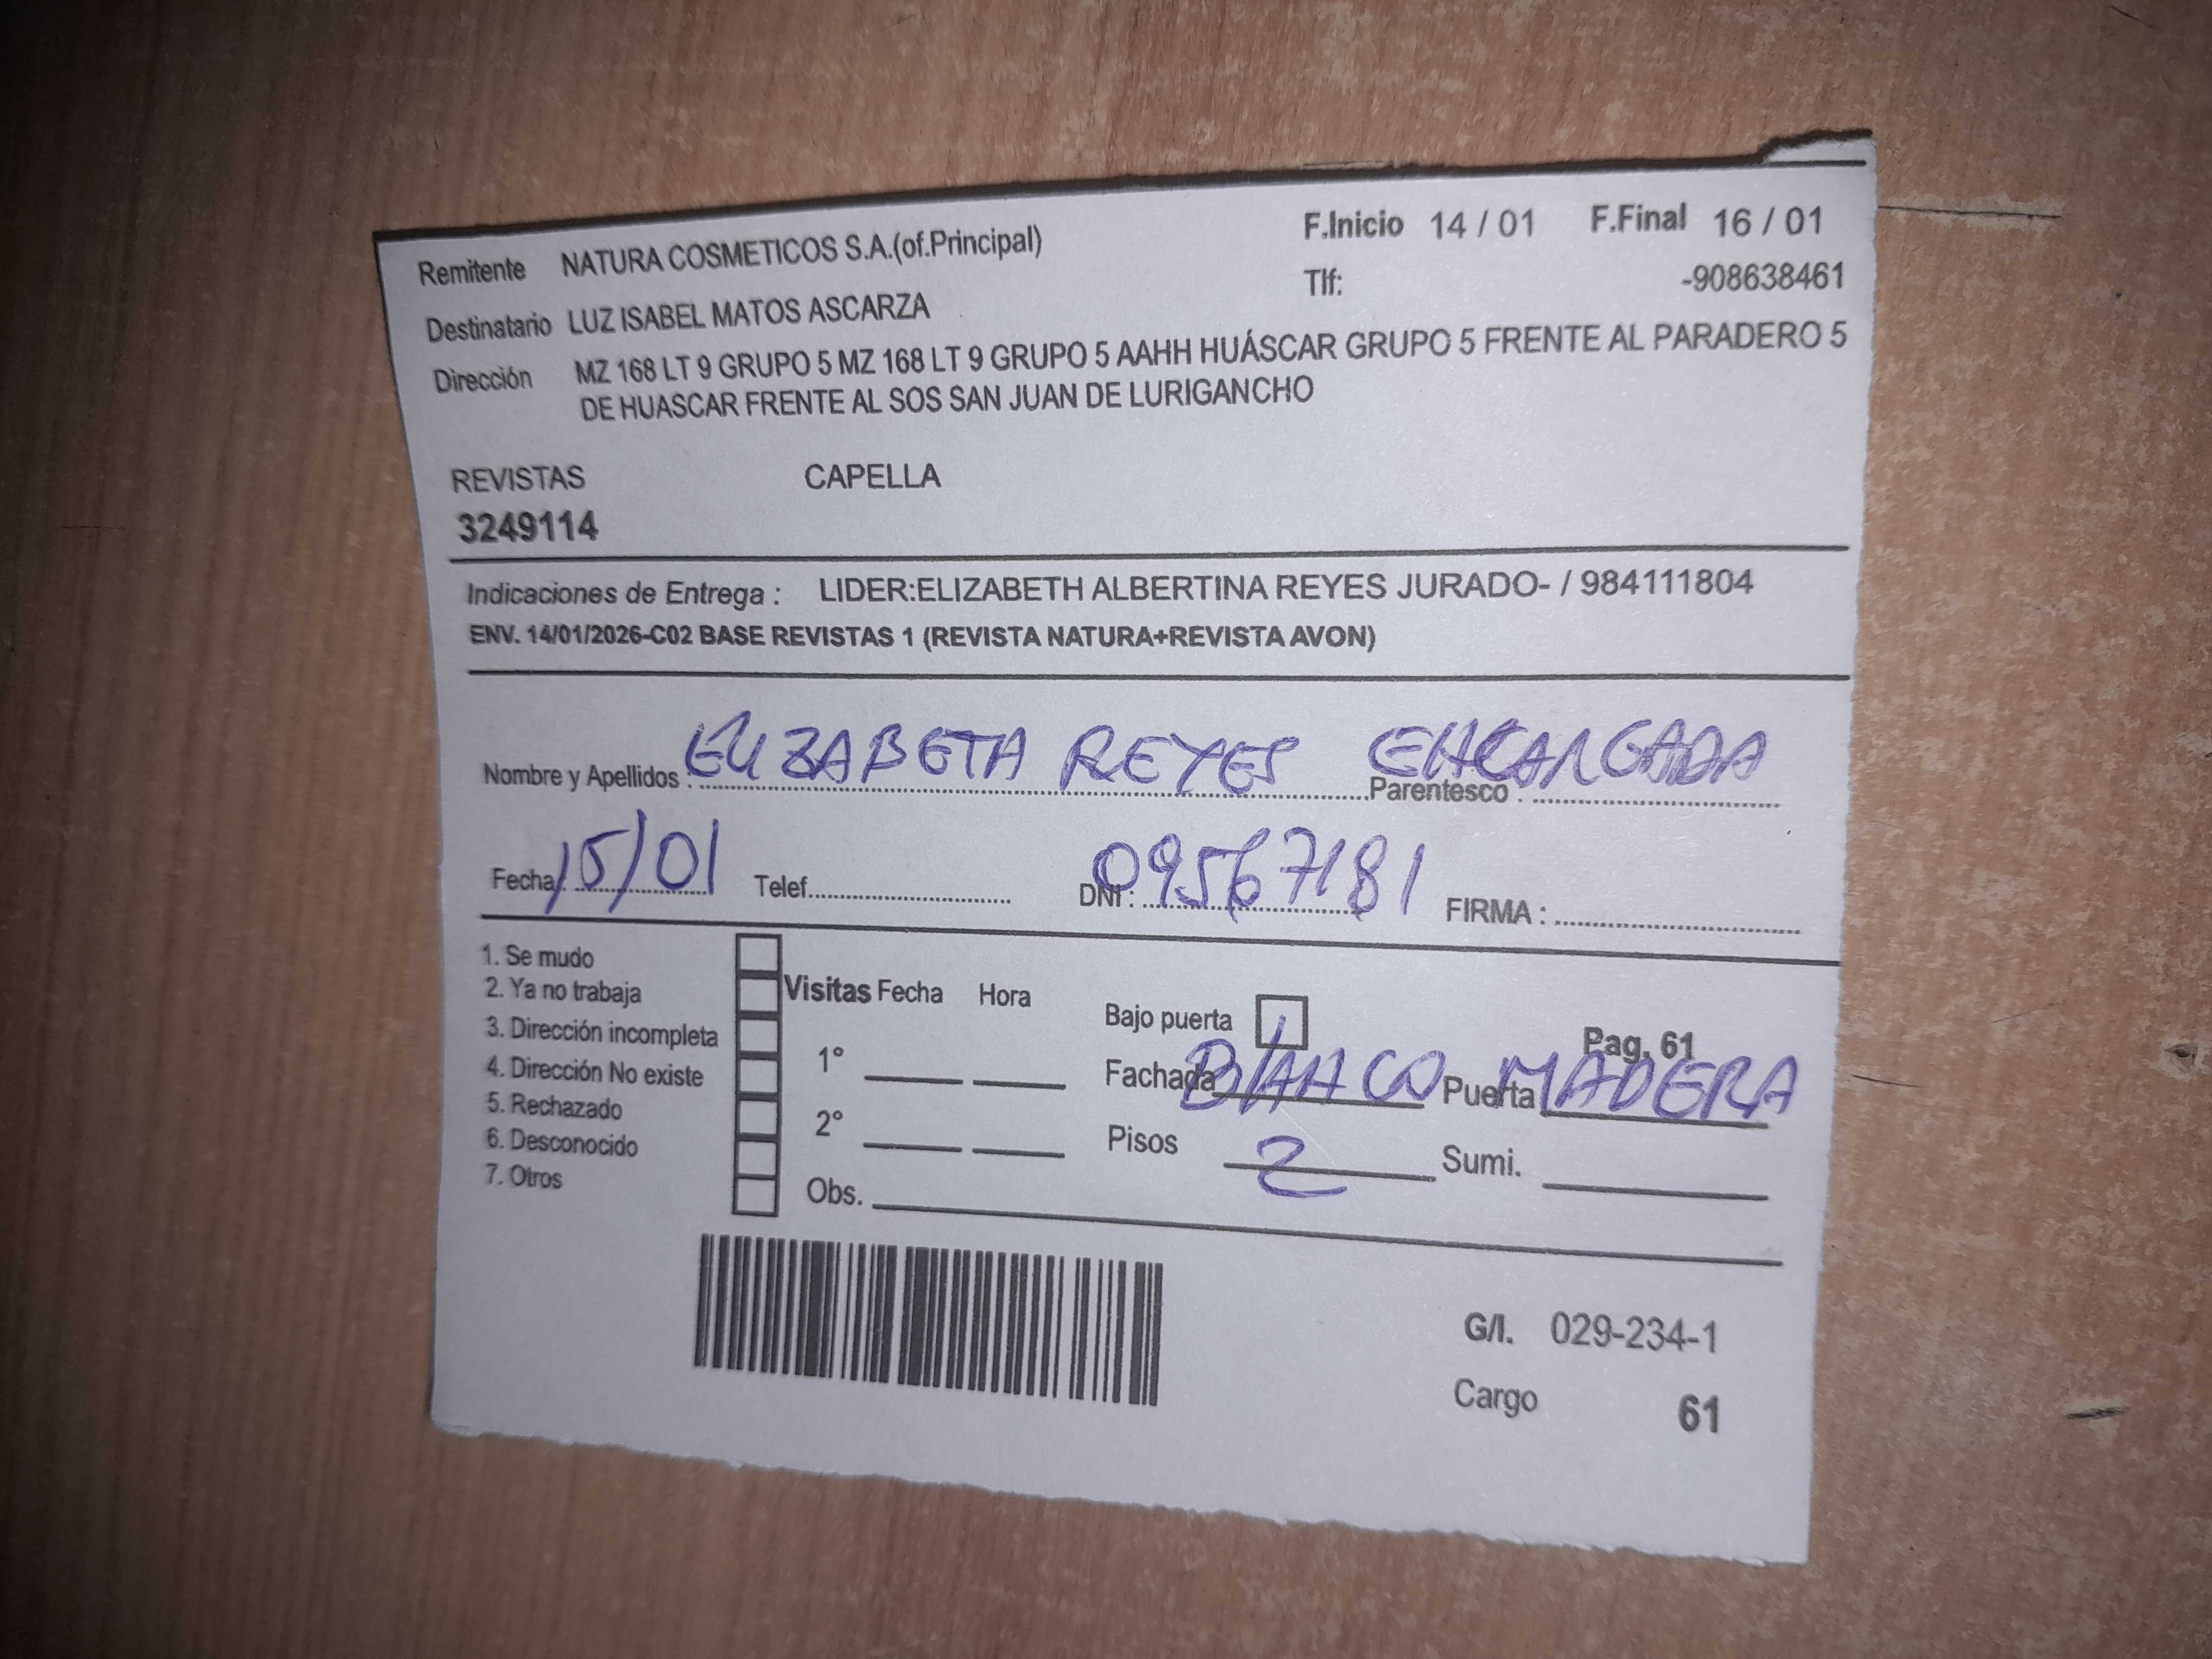 Remitente NATURA COSMETICOS S.A.(of.Principal) F.Inicio 14 / 01 F.Final 16 / 01
Destinatario LUZ ISABEL MATOS ASCARZA Tlf: -908638461
Dirección MZ 168 LT 9 GRUPO 5 MZ 168 LT 9 GRUPO 5 AAHH HUÁSCAR GRUPO 5 FRENTE AL PARADERO 5
DE HUASCAR FRENTE AL SOS SAN JUAN DE LURIGANCHO
REVISTAS CAPELLA
3249114
Indicaciones de Entrega : LIDER:ELIZABETH ALBERTINA REYES JURADO- / 984111804
ENV. 14/01/2026-C02 BASE REVISTAS 1 (REVISTA NATURA+REVISTA AVON)
Nombre y Apellidos : ELIZABETA REYES Parentesco : ENCARGADA
Fecha: 15/01 Telef. DNI : 09567181 FIRMA :
1. Se mudo
2. Ya no trabaja Visitas Fecha Hora Bajo puerta
3. Dirección incompleta Pag. 61
4. Dirección No existe 1° Fachada BLANCO Puerta MADERA
5. Rechazado
6. Desconocido 2° Pisos 2 Sumi.
7. Otros Obs.
G/I. 029-234-1
Cargo 61